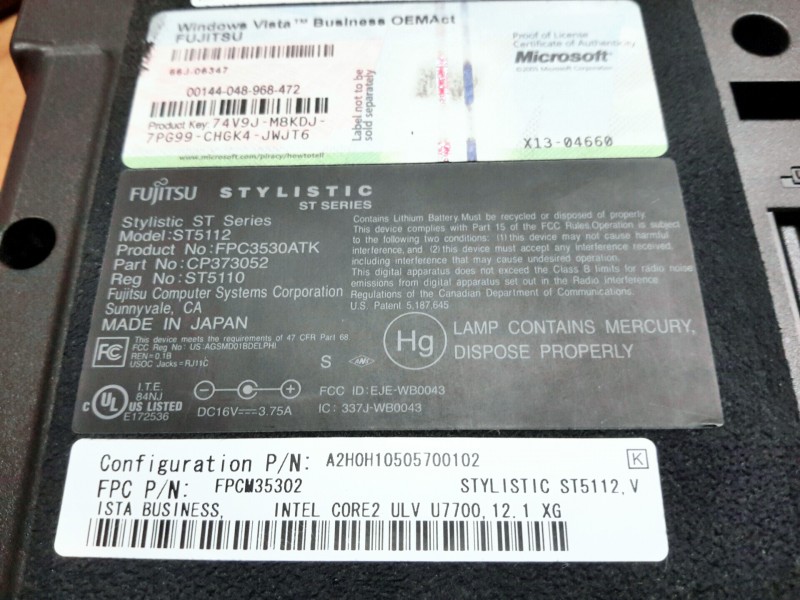 Windows Vista™ Business OEMAct
FUJITSU
Proof of License
Certificate of Authenticity
Microsoft®
66J-06347
00144-048-968-472
Product Key: 74V9J-M8KDJ-
7PG99-CHGK4-JWJT6
Label not to be
sold separately
X13-04660
www.microsoft.com/piracy/howtotell
FUJITSU STYLISTIC
ST SERIES
Stylistic ST Series
Model:ST5112
Product No:FPC3530ATK
Part No:CP373052
Reg No:ST5110
Fujitsu Computer Systems Corporation
Sunnyvale, CA
MADE IN JAPAN
Contains Lithium Battery.Must be recycled or disposed of properly.
This device complies with Part 15 of the FCC Rules.Operation is subject
to the following two conditions: (1)this device may not cause harmful
interference, and (2)this device must accept any interference received,
including interference that may cause undesired operation.
This digital apparatus does not exceed the Class B limits for radio noise
emissions from digital apparatus set out in the Radio Interference
Regulations of the Canadian Department of Communications.
U.S. Patent 5,187,645
This device meets the requirements of 47 CFR Part 68
FC
FCC Reg No: US:AGSMD01BDELPHI
REN=0.1B
USOC Jacks=RJ11C
S
Hg
LAMP CONTAINS MERCURY,
DISPOSE PROPERLY
c UL US LISTED
I.T.E.
84NJ
E172536
DC16V 3.75A
FCC ID:EJE-WB0043
IC: 337J-WB0043
Configuration P/N: A2H0H10505700102
K
FPC P/N: FPCM35302 STYLISTIC ST5112,V
ISTA BUSINESS, INTEL CORE2 ULV U7700,12.1 XG